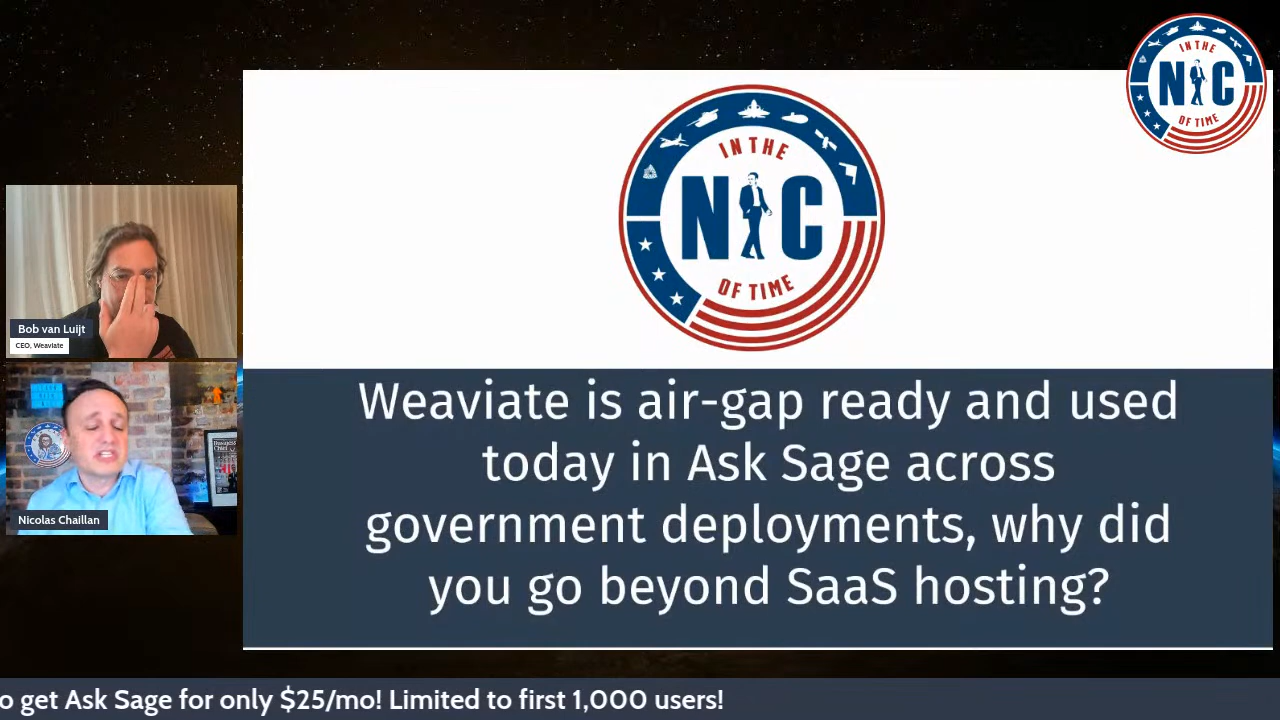 IN THE
NIC
OF TIME
IN THE
NIC
OF TIME
Bob van Luijt
CEO, Weaviate
Nicolas Chaillan
Weaviate is air-gap ready and used
today in Ask Sage across
government deployments, why did
you go beyond SaaS hosting?
o get Ask Sage for only $25/mo! Limited to first 1,000 users!